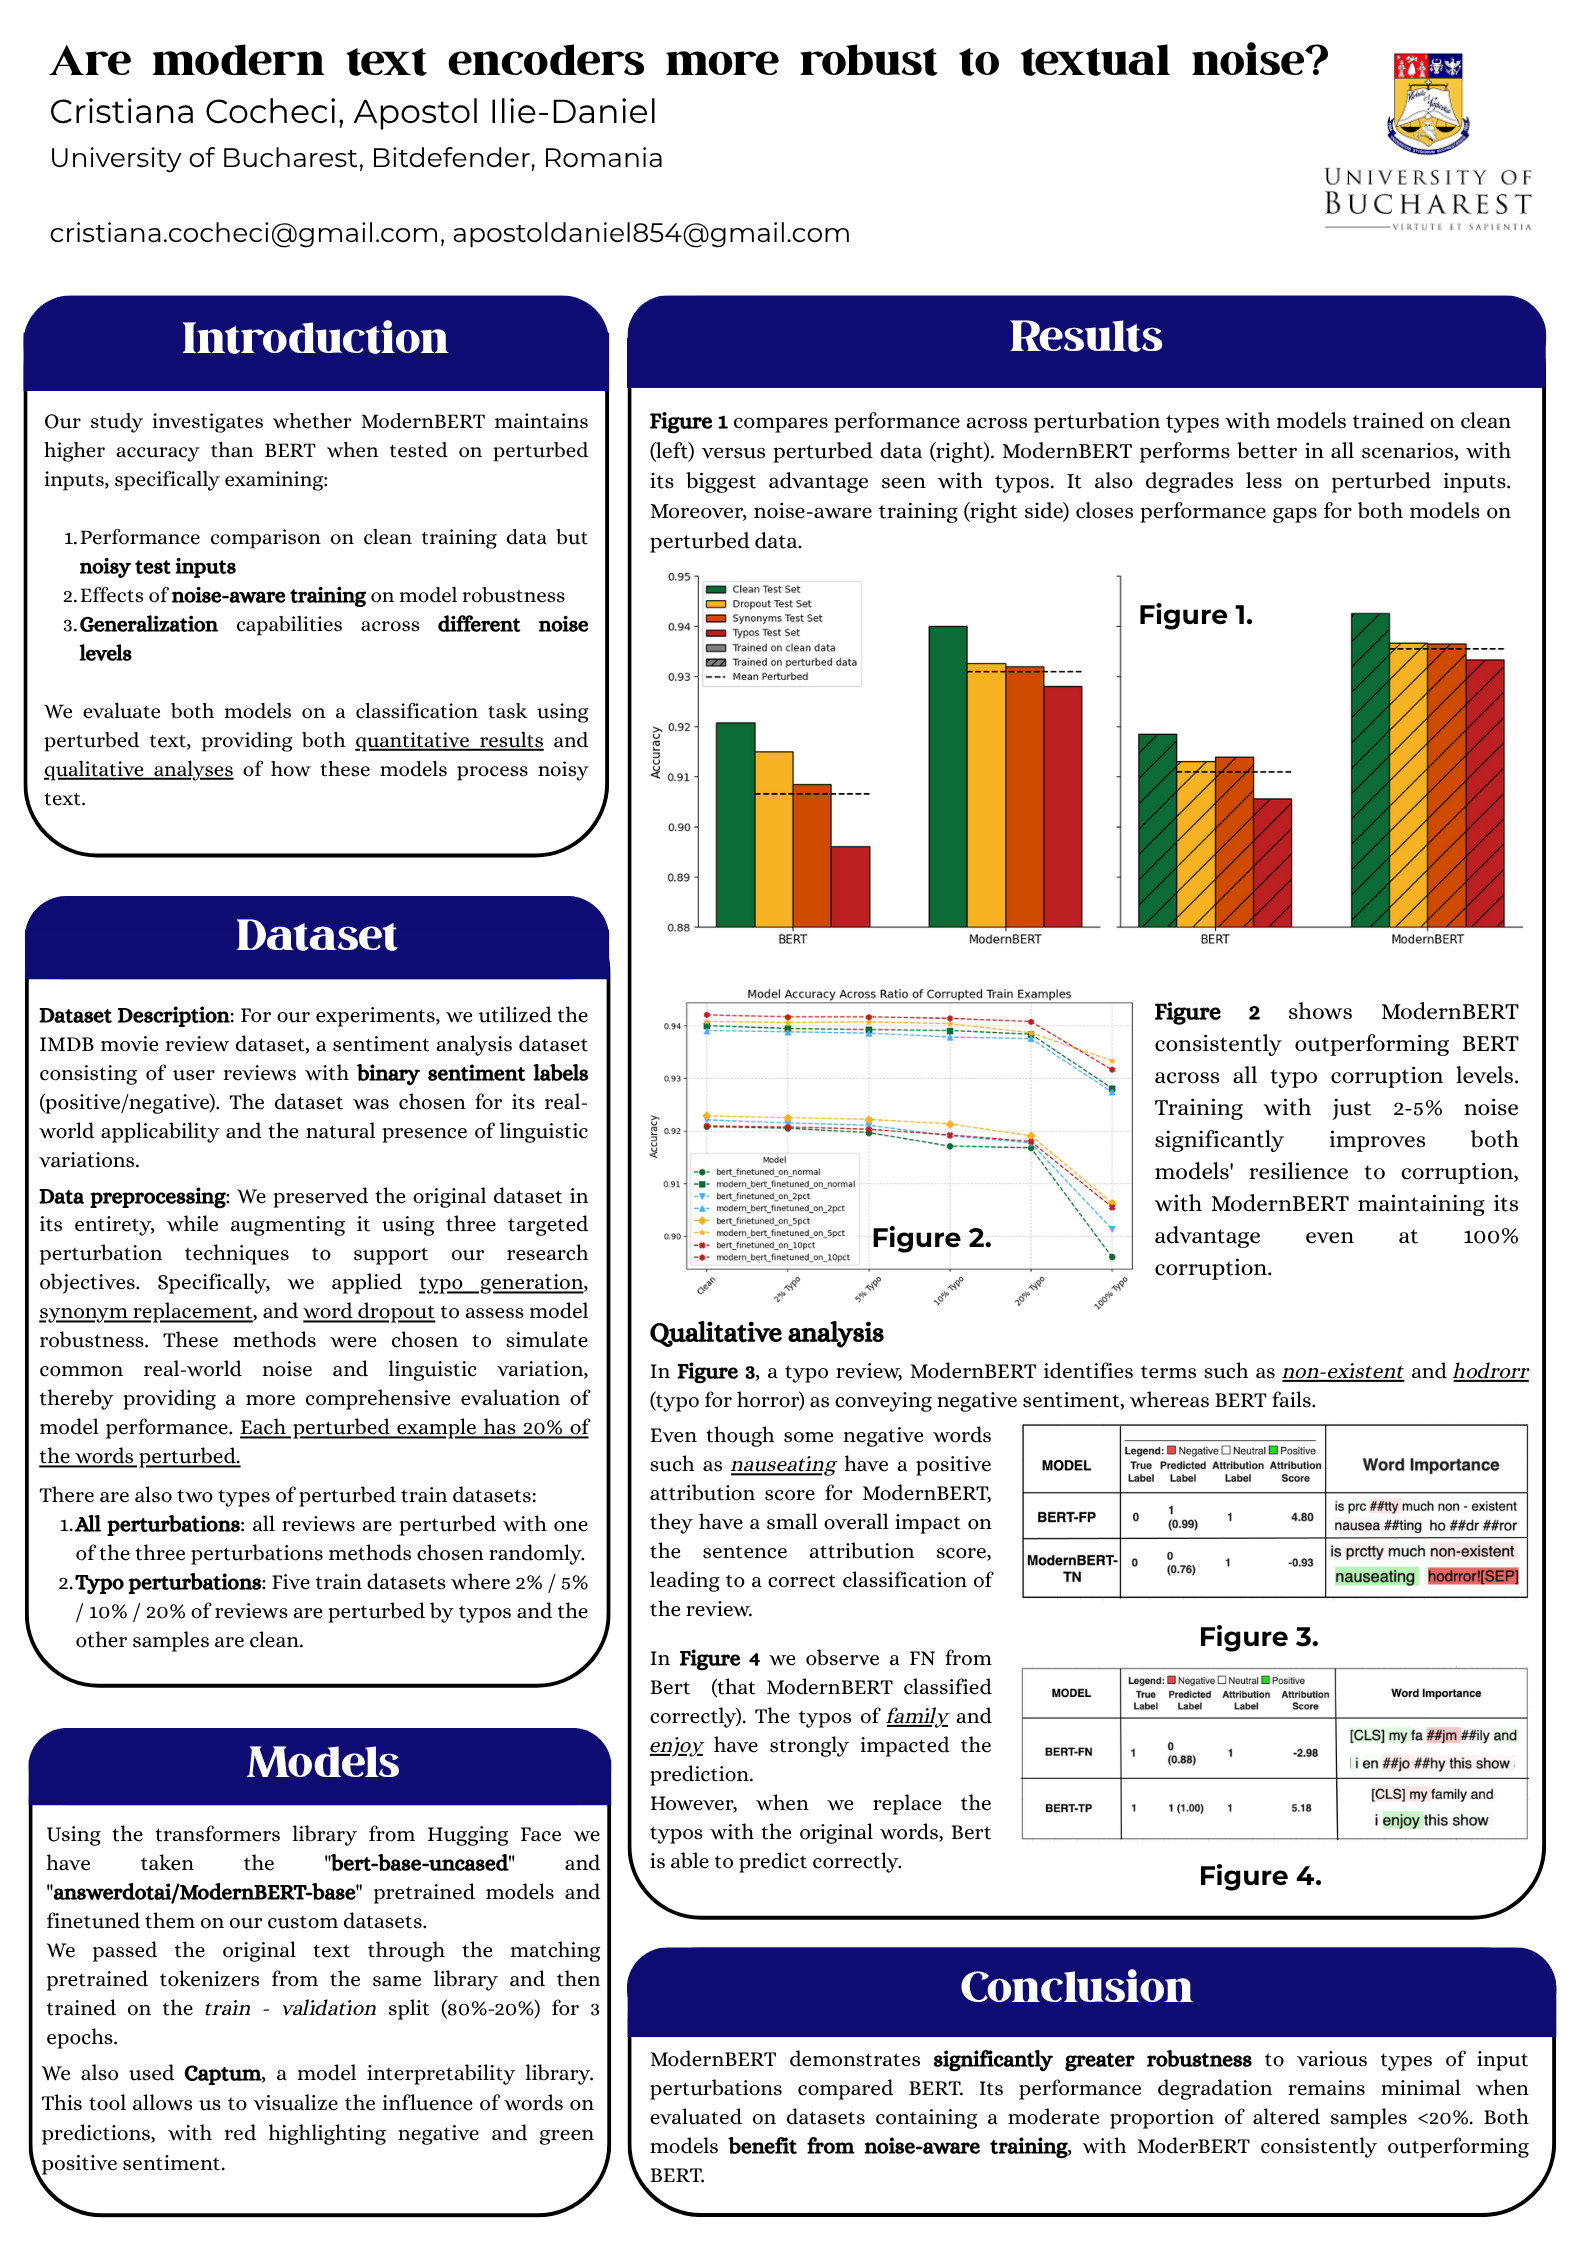 Are modern text encoders more robust to textual noise?
Cristiana Cocheci, Apostol Ilie-Daniel
University of Bucharest, Bitdefender, Romania
cristiana.cocheci@gmail.com, apostoldaniel854@gmail.com
UNIVERSITY OF
BUCHAREST
VIRTUTE ET SAPIENTIA
Introduction
Our study investigates whether ModernBERT maintains
higher accuracy than BERT when tested on perturbed
inputs, specifically examining:
1. Performance comparison on clean training data but
noisy test inputs
2. Effects of noise-aware training on model robustness
3. Generalization capabilities across different noise
levels
We evaluate both models on a classification task using
perturbed text, providing both quantitative results and
qualitative analyses of how these models process noisy
text.
Dataset
Dataset Description: For our experiments, we utilized the
IMDB movie review dataset, a sentiment analysis dataset
consisting of user reviews with binary sentiment labels
(positive/negative). The dataset was chosen for its real-
world applicability and the natural presence of linguistic
variations.
Data preprocessing: We preserved the original dataset in
its entirety, while augmenting it using three targeted
perturbation techniques to support our research
objectives. Specifically, we applied typo generation,
synonym replacement, and word dropout to assess model
robustness. These methods were chosen to simulate
common real-world noise and linguistic variation,
thereby providing a more comprehensive evaluation of
model performance. Each perturbed example has 20% of
the words perturbed.
There are also two types of perturbed train datasets:
1. All perturbations: all reviews are perturbed with one
of the three perturbations methods chosen randomly.
2. Typo perturbations: Five train datasets where 2% / 5%
/ 10% / 20% of reviews are perturbed by typos and the
other samples are clean.
Models
Using the transformers library from Hugging Face we
have taken the "bert-base-uncased" and
"answerdotai/ModernBERT-base" pretrained models and
finetuned them on our custom datasets.
We passed the original text through the matching
pretrained tokenizers from the same library and then
trained on the train - validation split (80%-20%) for 3
epochs.
We also used Captum, a model interpretability library.
This tool allows us to visualize the influence of words on
predictions, with red highlighting negative and green
positive sentiment.
Results
Figure 1 compares performance across perturbation types with models trained on clean
(left) versus perturbed data (right). ModernBERT performs better in all scenarios, with
its biggest advantage seen with typos. It also degrades less on perturbed inputs.
Moreover, noise-aware training (right side) closes performance gaps for both models on
perturbed data.
0.95
0.94
0.93
0.92
0.91
0.90
0.89
0.88
Accuracy
Clean Test Set
Dropout Test Set
Synonyms Test Set
Typos Test Set
Trained on clean data
Trained on perturbed data
Mean Perturbed
Figure 1.
BERT
ModernBERT
BERT
ModernBERT
Model Accuracy Across Ratio of Corrupted Train Examples
0.94
0.93
0.92
0.91
0.90
Accuracy
Model
bert_finetuned_on_normal
modern_bert_finetuned_on_normal
bert_finetuned_on_2pct
modern_bert_finetuned_on_2pct
bert_finetuned_on_5pct
modern_bert_finetuned_on_5pct
bert_finetuned_on_10pct
modern_bert_finetuned_on_10pct
Figure 2.
Clean
2% Typo
5% Typo
10% Typo
20% Typo
100% Typo
Figure 2 shows ModernBERT
consistently outperforming BERT
across all typo corruption levels.
Training with just 2-5% noise
significantly improves both
models' resilience to corruption,
with ModernBERT maintaining its
advantage even at 100%
corruption.
Qualitative analysis
In Figure 3, a typo review, ModernBERT identifies terms such as non-existent and hodrorr
(typo for horror) as conveying negative sentiment, whereas BERT fails.
Even though some negative words
such as nauseating have a positive
attribution score for ModernBERT,
they have a small overall impact on
the sentence attribution score,
leading to a correct classification of
the review.
MODEL
Legend: Negative Neutral Positive
True Predicted Attribution Attribution
Label Label Label Score
Word Importance
BERT-FP 0 1 (0.99) 1 4.80
is prc ##tty much non - existent
nausea ##ting ho ##dr ##ror
ModernBERT-TN 0 0 (0.76) 1 -0.93
is prctty much non-existent
nauseating hodrror![SEP]
Figure 3.
In Figure 4 we observe a FN from
Bert (that ModernBERT classified
correctly). The typos of family and
enjoy have strongly impacted the
prediction.
However, when we replace the
typos with the original words, Bert
is able to predict correctly.
MODEL
Legend: Negative Neutral Positive
True Predicted Attribution Attribution
Label Label Label Score
Word Importance
BERT-FN 1 0 (0.88) 1 -2.98
[CLS] my fa ##jm ##ily and
i en ##jo ##hy this show
BERT-TP 1 1 (1.00) 1 5.18
[CLS] my family and
i enjoy this show
Figure 4.
Conclusion
ModernBERT demonstrates significantly greater robustness to various types of input
perturbations compared BERT. Its performance degradation remains minimal when
evaluated on datasets containing a moderate proportion of altered samples <20%. Both
models benefit from noise-aware training, with ModerBERT consistently outperforming
BERT.